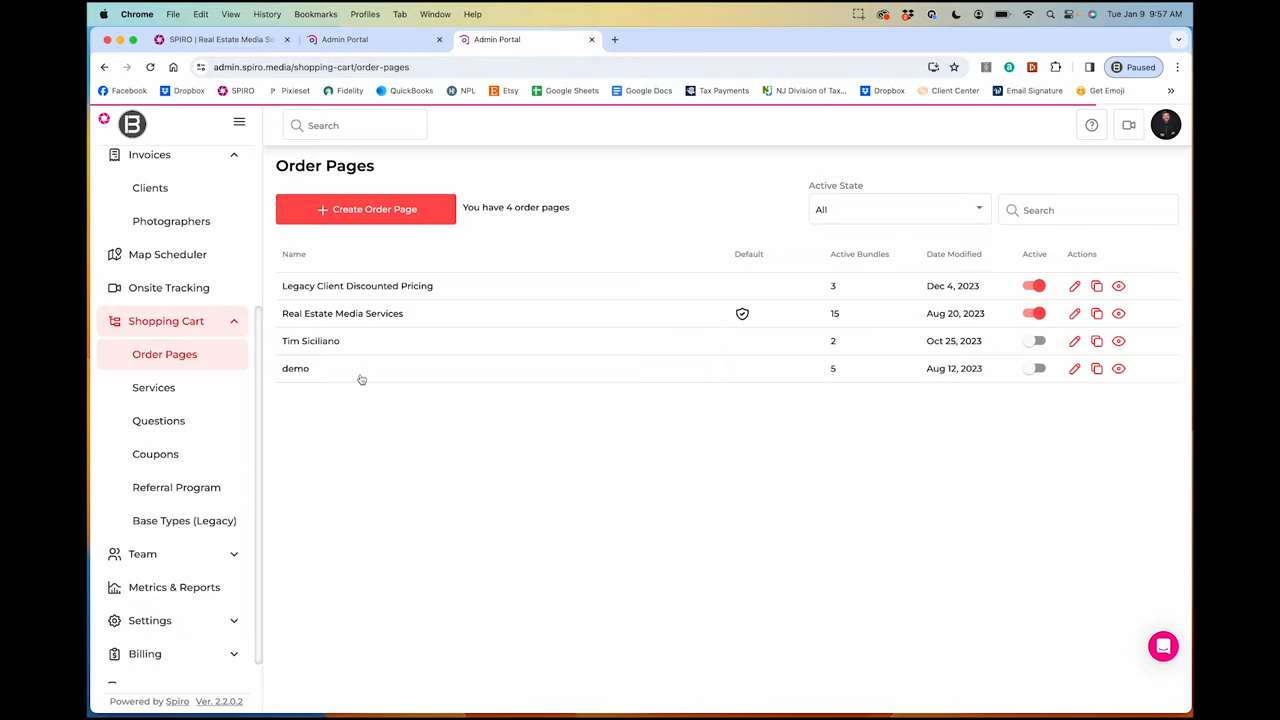 Chrome File Edit View History Bookmarks Profiles Tab Window Help Tue Jan 9 9:57 AM
SPIRO | Real Estate Media So Admin Portal Admin Portal
admin.spiro.media/shopping-cart/order-pages Paused
Facebook Dropbox SPIRO Pixieset Fidelity QuickBooks NPL Etsy Google Sheets Google Docs Tax Payments NJ Division of Tax... Dropbox Client Center Email Signature Get Emoji
B Search
Invoices
Clients
Photographers
Map Scheduler
Onsite Tracking
Shopping Cart
Order Pages
Services
Questions
Coupons
Referral Program
Base Types (Legacy)
Team
Metrics & Reports
Settings
Billing
Powered by Spiro Ver. 2.2.0.2
Order Pages
Active State
+ Create Order Page You have 4 order pages All Search
Name Default Active Bundles Date Modified Active Actions
Legacy Client Discounted Pricing 3 Dec 4, 2023
Real Estate Media Services 15 Aug 20, 2023
Tim Siciliano 2 Oct 25, 2023
demo 5 Aug 12, 2023